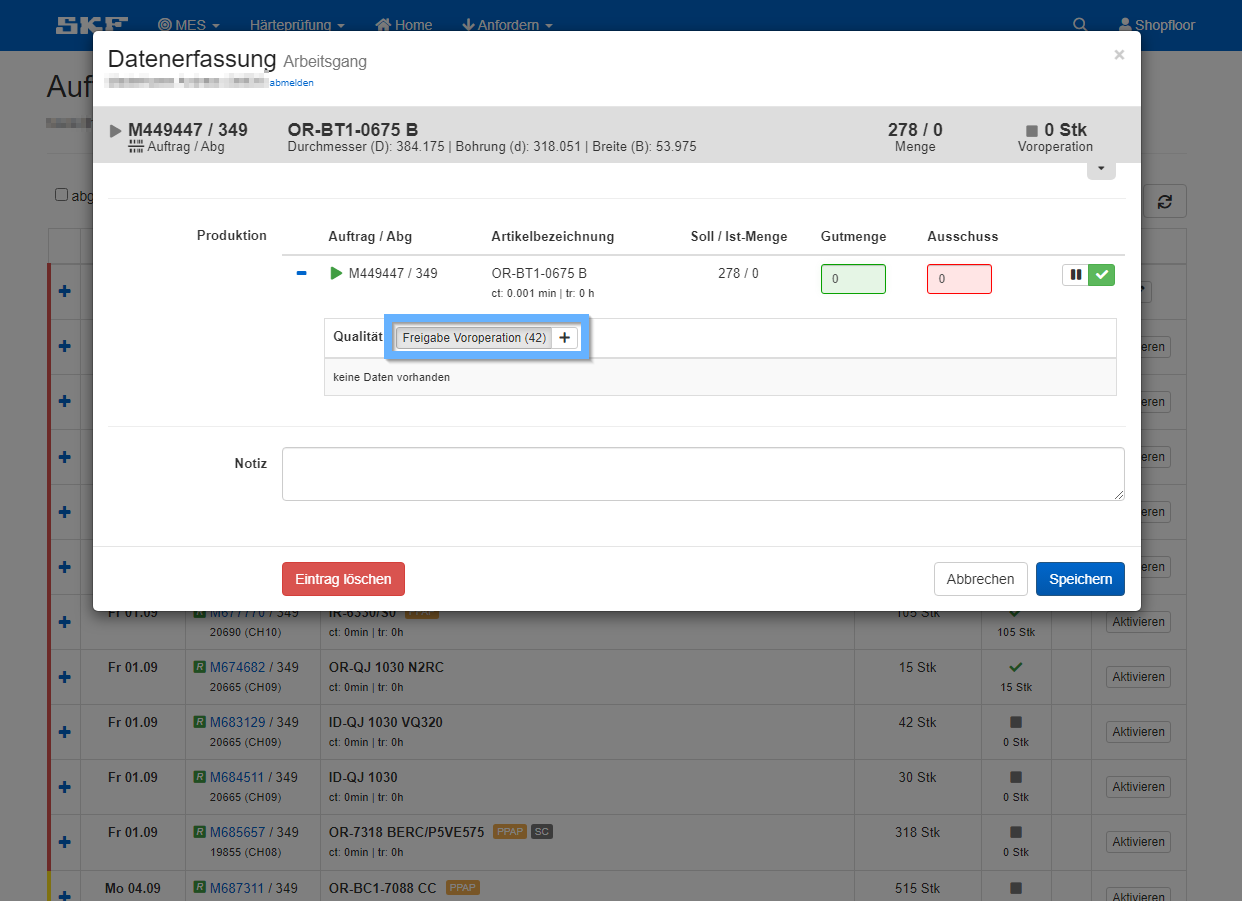 SKF MES Härteprüfung Home Anfordern Shopfloor
Auf
Datenerfassung Arbeitsgang ×
abmelden
M449447 / 349 OR-BT1-0675 B 278 / 0 0 Stk
Auftrag / Abg Durchmesser (D): 384.175 | Bohrung (d): 318.051 | Breite (B): 53.975 Menge Voroperation
abg
Produktion Auftrag / Abg Artikelbezeichnung Soll / Ist-Menge Gutmenge Ausschuss
M449447 / 349 OR-BT1-0675 B 278 / 0 0 0
ct: 0.001 min | tr: 0 h
Qualität Freigabe Voroperation (42) +
keine Daten vorhanden
eren
eren
eren
eren
eren
Notiz
Eintrag löschen Abbrechen Speichern
Fr 01.09 R M677770 / 349 IR-6330/S0 PPAP 105 Stk
20690 (CH10) ct: 0min | tr: 0h 105 Stk Aktivieren
Fr 01.09 R M674682 / 349 OR-QJ 1030 N2RC 15 Stk
20665 (CH09) ct: 0min | tr: 0h 15 Stk Aktivieren
Fr 01.09 R M683129 / 349 ID-QJ 1030 VQ320 42 Stk
20665 (CH09) ct: 0min | tr: 0h 0 Stk Aktivieren
Fr 01.09 R M684511 / 349 ID-QJ 1030 30 Stk
20665 (CH09) ct: 0min | tr: 0h 0 Stk Aktivieren
Fr 01.09 R M685657 / 349 OR-7318 BERC/P5VE575 PPAP SC 318 Stk
19855 (CH08) ct: 0min | tr: 0h 0 Stk Aktivieren
Mo 04.09 R M687311 / 349 OR-BC1-7088 CC PPAP 515 Stk
Aktivieren